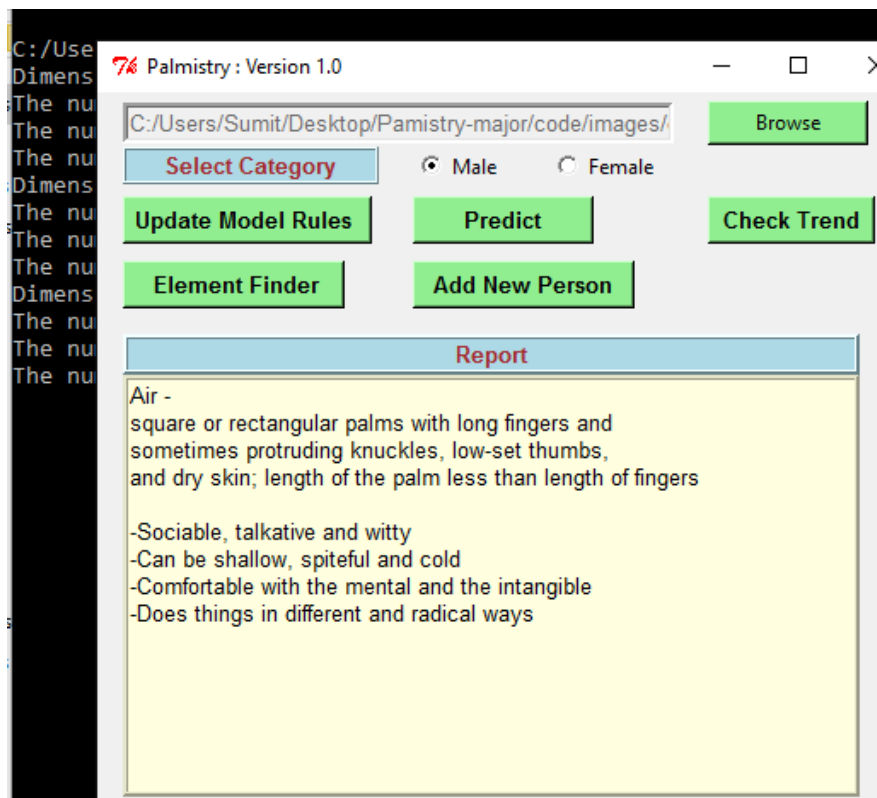 C:/Use
Dimens
The nu
The nu
The nu
Dimens
The nu
The nu
The nu
Dimens
The nu
The nu
The nu
Palmistry : Version 1.0
C:/Users/Sumit/Desktop/Pamistry-major/code/images/
Browse
Select Category
Male
Female
Update Model Rules
Predict
Check Trend
Element Finder
Add New Person
Report
Air -
square or rectangular palms with long fingers and
sometimes protruding knuckles, low-set thumbs,
and dry skin; length of the palm less than length of fingers
-Sociable, talkative and witty
-Can be shallow, spiteful and cold
-Comfortable with the mental and the intangible
-Does things in different and radical ways